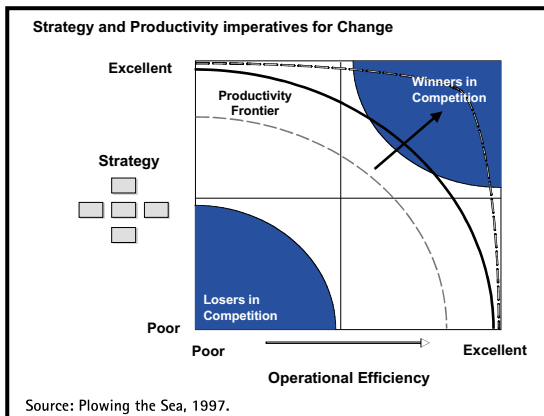 Strategy and Productivity imperatives for Change
Excellent
Winners in
Competition
Productivity
Frontier
Strategy
Losers in
Competition
Poor
Poor
Excellent
Operational Efficiency
Source: Plowing the Sea, 1997.